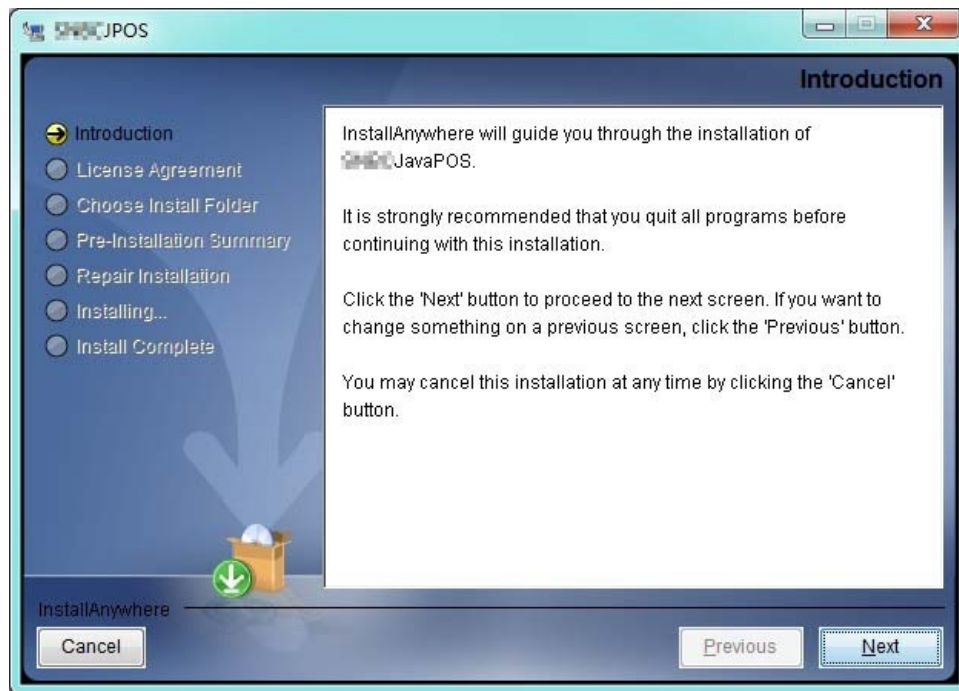 JPOS
Introduction
Introduction
License Agreement
Choose Install Folder
Pre-Installation Summary
Repair Installation
Installing...
Install Complete
InstallAnywhere will guide you through the installation of
JavaPOS.
It is strongly recommended that you quit all programs before
continuing with this installation.
Click the 'Next' button to proceed to the next screen. If you want to
change something on a previous screen, click the 'Previous' button.
You may cancel this installation at any time by clicking the 'Cancel'
button.
InstallAnywhere
Cancel
Previous
Next